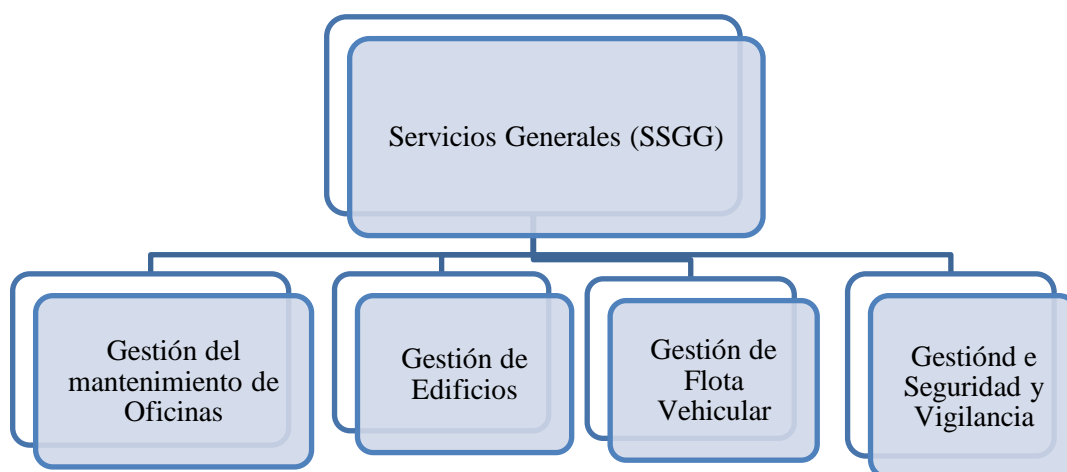 Servicios Generales (SSGG)
Gestión del
mantenimiento de
Oficinas
Gestión de
Edificios
Gestión de
Flota
Vehicular
Gestiónd e
Seguridad y
Vigilancia